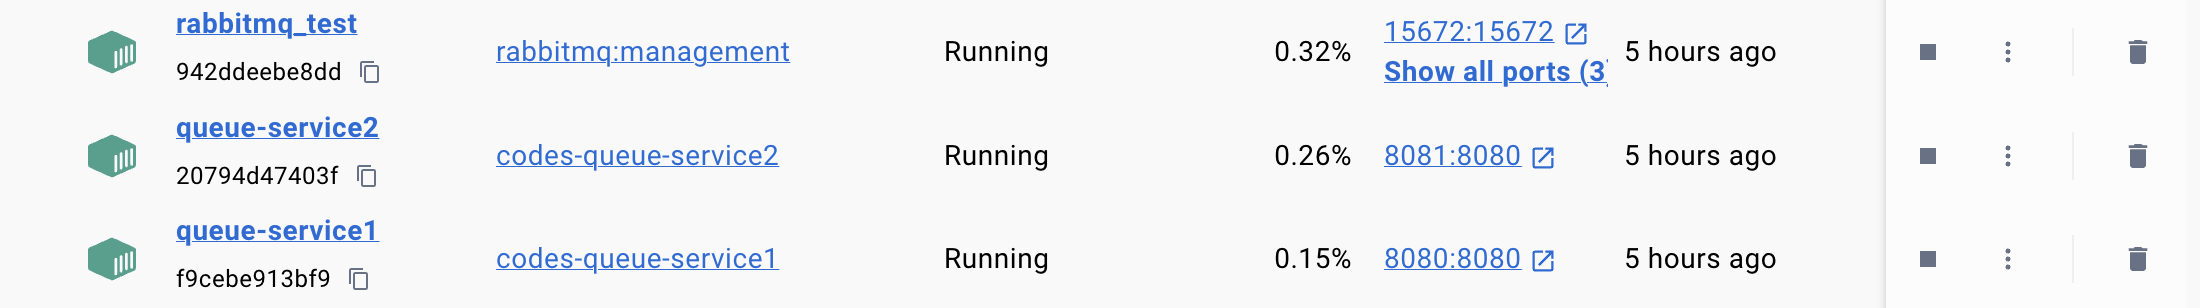 rabbitmq_test
942ddeebe8dd
rabbitmq:management
Running
0.32%
15672:15672
Show all ports (3)
5 hours ago
queue-service2
20794d47403f
codes-queue-service2
Running
0.26%
8081:8080
5 hours ago
queue-service1
f9cebe913bf9
codes-queue-service1
Running
0.15%
8080:8080
5 hours ago